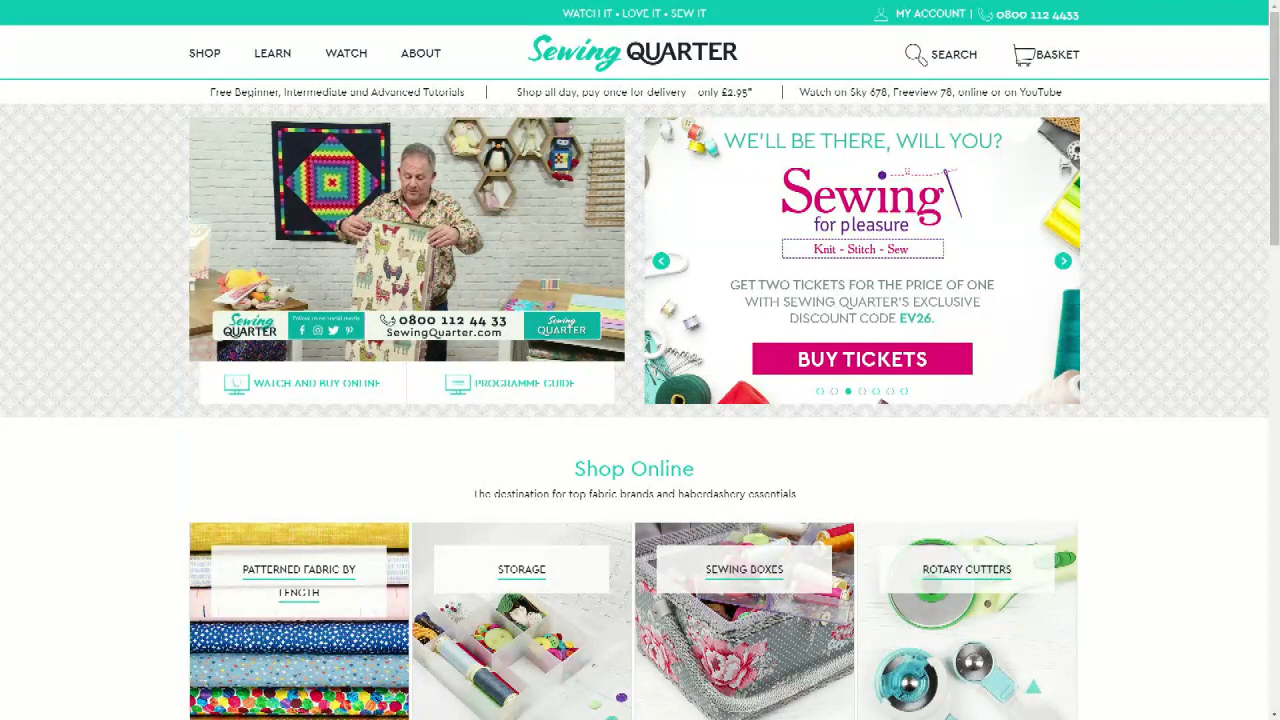 WATCH IT • LOVE IT • SEW IT
MY ACCOUNT | 0800 112 4433
SHOP LEARN WATCH ABOUT
Sewing QUARTER
SEARCH BASKET
Free Beginner, Intermediate and Advanced Tutorials
Shop all day, pay once for delivery only £2.95*
Watch on Sky 678, Freeview 78, online or on YouTube
Sewing QUARTER
Follow us on social media
0800 112 44 33
SewingQuarter.com
Sewing QUARTER
WATCH AND BUY ONLINE
PROGRAMME GUIDE
WE'LL BE THERE, WILL YOU?
Sewing
for pleasure
Knit - Stitch - Sew
GET TWO TICKETS FOR THE PRICE OF ONE
WITH SEWING QUARTER'S EXCLUSIVE
DISCOUNT CODE EV26.
BUY TICKETS
Shop Online
The destination for top fabric brands and haberdashery essentials
PATTERNED FABRIC BY
LENGTH
STORAGE
SEWING BOXES
ROTARY CUTTERS